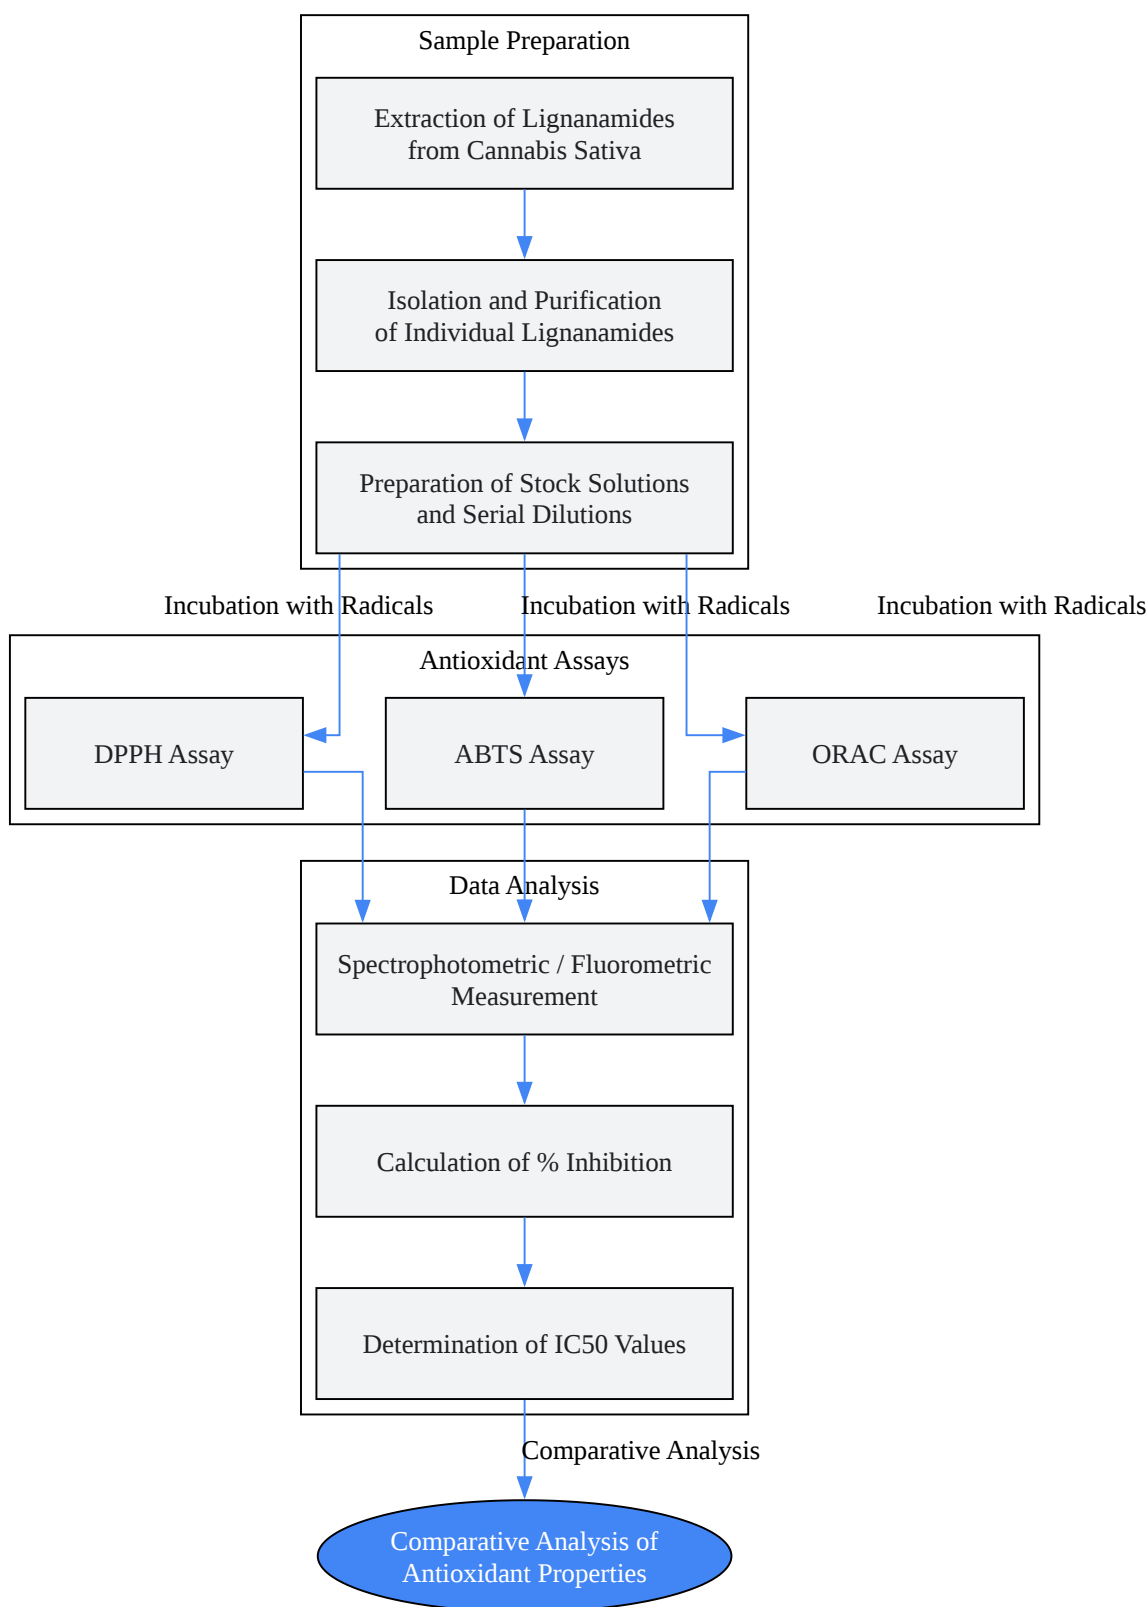 Sample Preparation
Extraction of Lignanamides
from Cannabis Sativa
Isolation and Purification
of Individual Lignanamides
Preparation of Stock Solutions
and Serial Dilutions
Incubation with Radicals
Incubation with Radicals
Incubation with Radicals
Antioxidant Assays
DPPH Assay
ABTS Assay
ORAC Assay
Data Analysis
Spectrophotometric / Fluorometric
Measurement
Calculation of % Inhibition
Determination of IC50 Values
Comparative Analysis
Comparative Analysis of
Antioxidant Properties